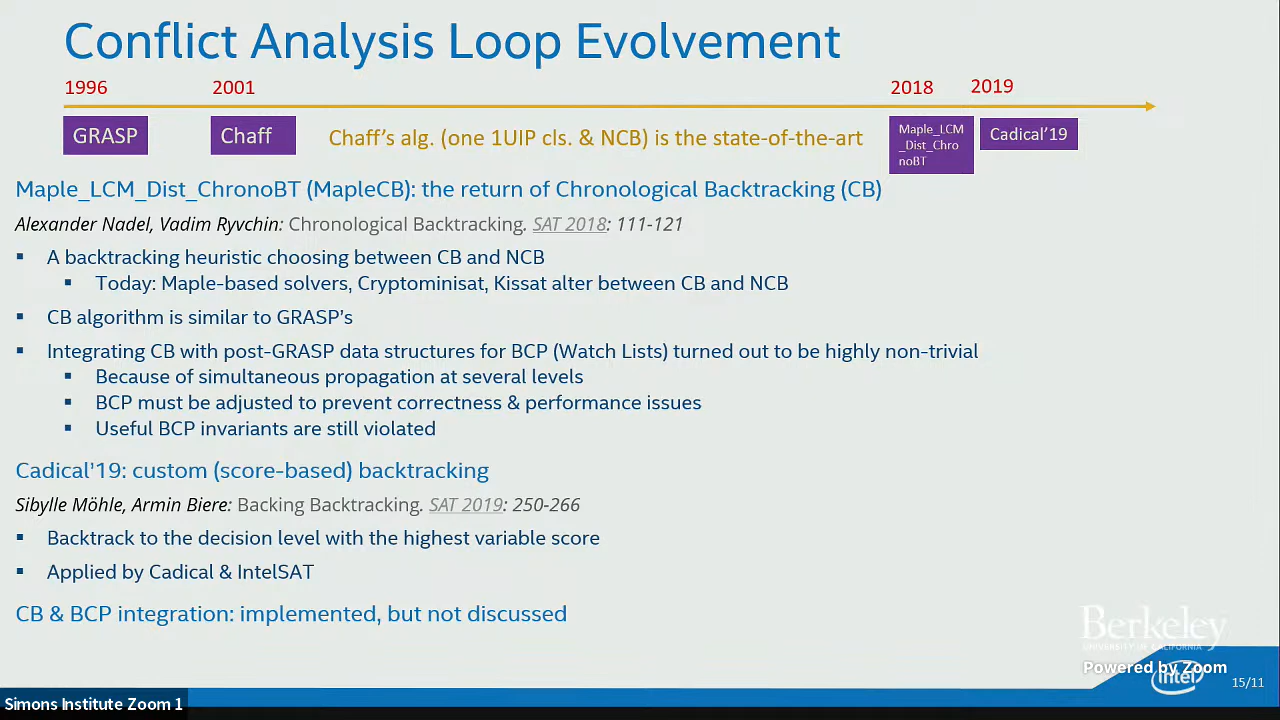 Conflict Analysis Loop Evolvement
1996
2001
2018
2019
GRASP
Chaff
Chaff's alg. (one 1UIP cls. & NCB) is the state-of-the-art
Maple_LCM
_Dist_Chro
noBT
Cadical'19
Maple_LCM_Dist_ChronoBT (MapleCB): the return of Chronological Backtracking (CB)
Alexander Nadel, Vadim Ryvchin: Chronological Backtracking. SAT 2018: 111-121
▪ A backtracking heuristic choosing between CB and NCB
▪ Today: Maple-based solvers, Cryptominisat, Kissat alter between CB and NCB
▪ CB algorithm is similar to GRASP's
▪ Integrating CB with post-GRASP data structures for BCP (Watch Lists) turned out to be highly non-trivial
▪ Because of simultaneous propagation at several levels
▪ BCP must be adjusted to prevent correctness & performance issues
▪ Useful BCP invariants are still violated
Cadical'19: custom (score-based) backtracking
Sibylle Möhle, Armin Biere: Backing Backtracking. SAT 2019: 250-266
▪ Backtrack to the decision level with the highest variable score
▪ Applied by Cadical & IntelSAT
CB & BCP integration: implemented, but not discussed
Berkeley
UNIVERSITY OF CALIFORNIA
Powered by Zoom
intel
15/11
Simons Institute Zoom 1